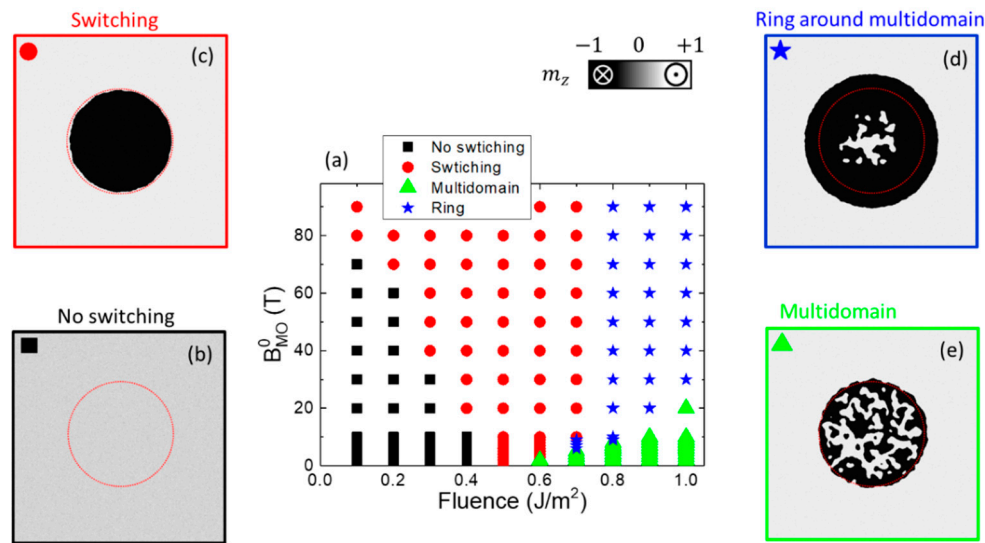 Switching
(c)
No switching
(b)
−1 0 +1
m_z
(a)
No swtiching
Swtiching
Multidomain
Ring
80
60
40
20
0
B⁰_MO (T)
0.0 0.2 0.4 0.6 0.8 1.0
Fluence (J/m²)
Ring around multidomain
(d)
Multidomain
(e)